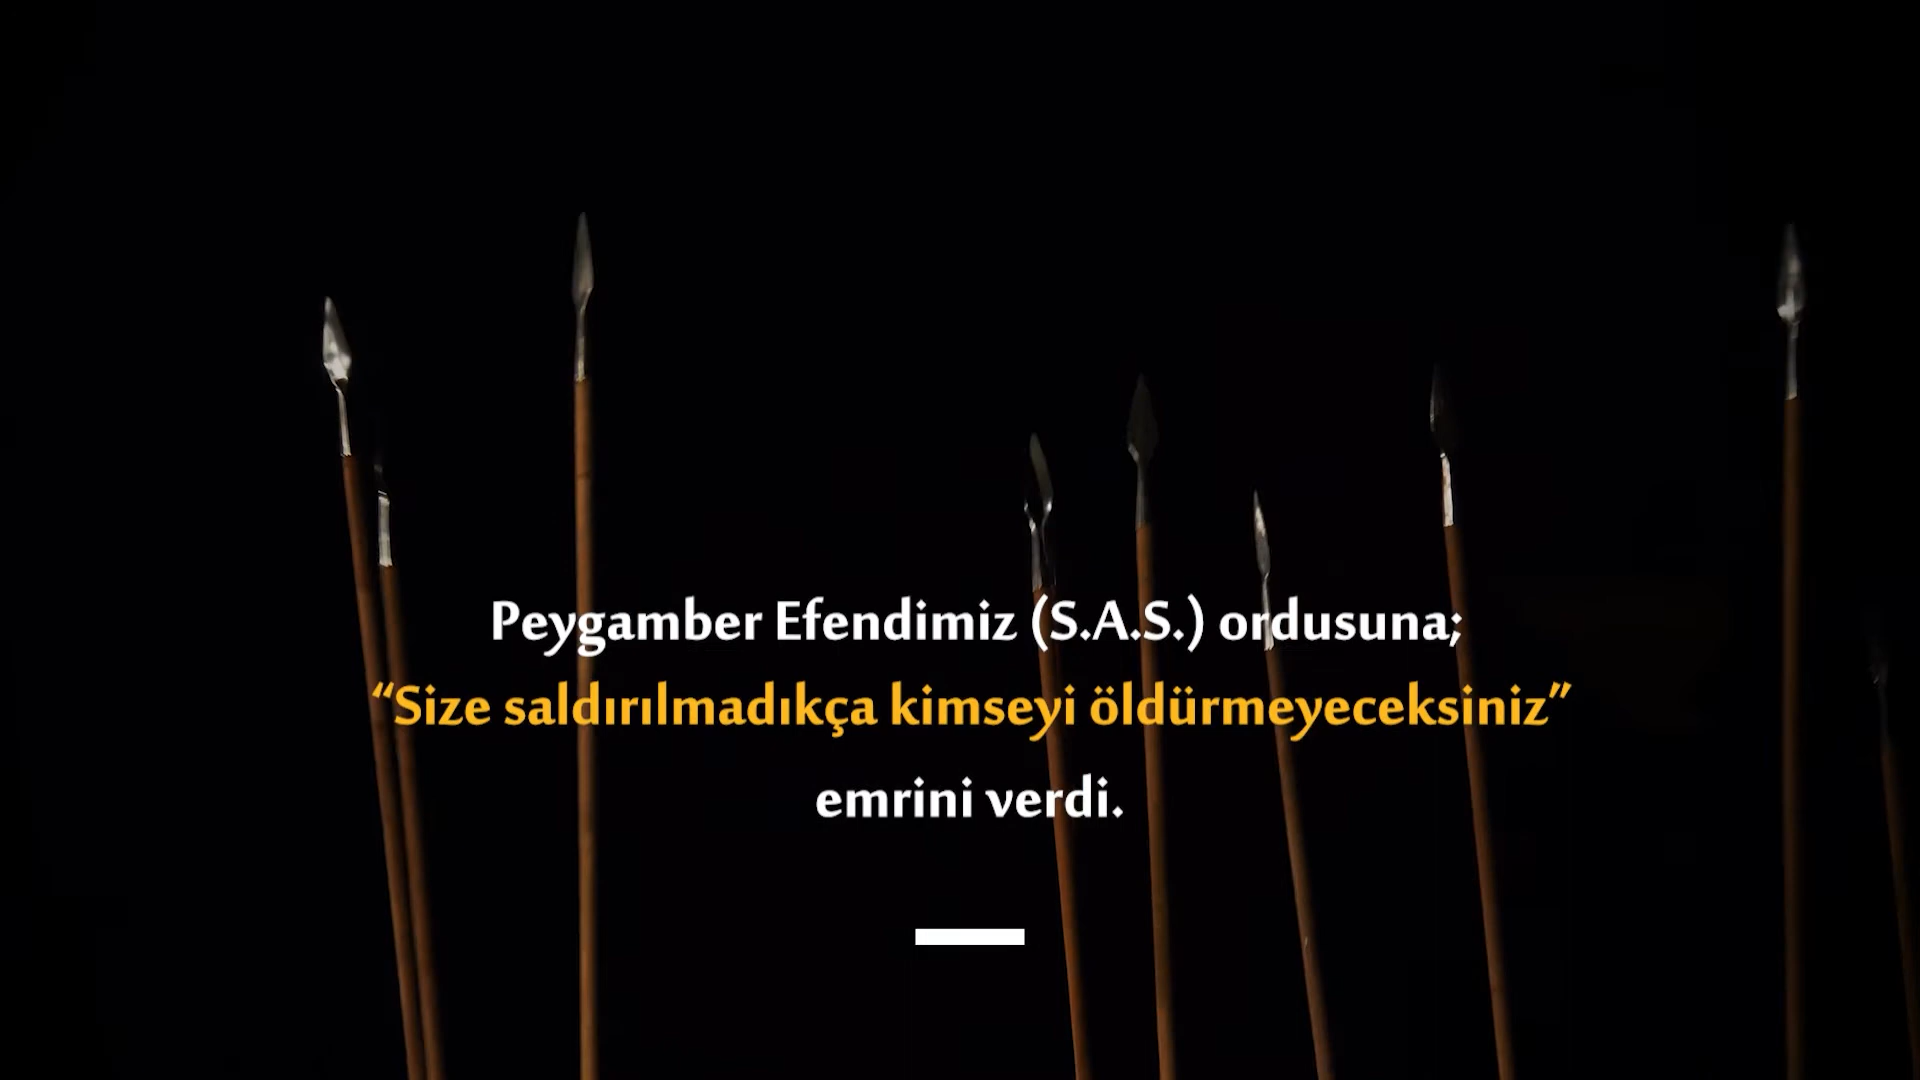 Peygamber Efendimiz (S.A.S.) ordusuna;
“Size saldırılmadıkça kimseyi öldürmeyeceksiniz”
emrini verdi.